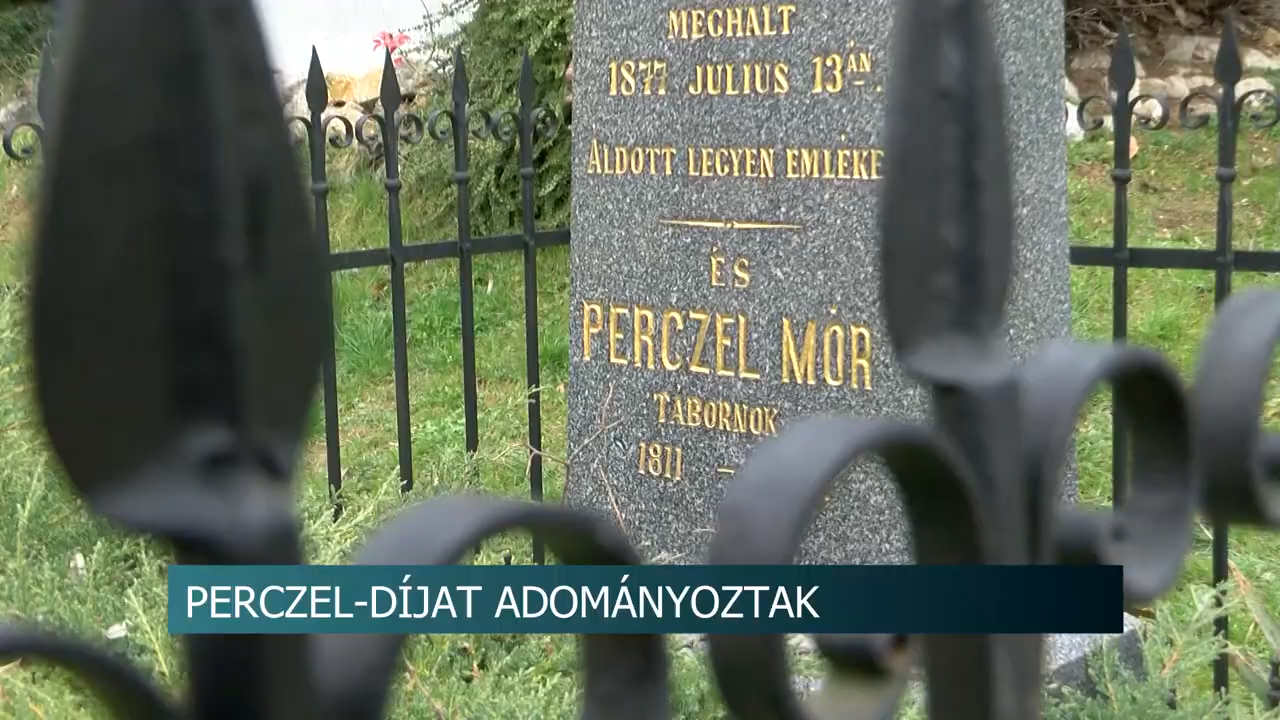 MEGHALT
1877 JULIUS 13ÁN.
ÁLDOTT LEGYEN EMLÉKE
ÉS
PERCZEL MÓR
TÁBORNOK
1811 –
PERCZEL-DÍJAT ADOMÁNYOZTAK